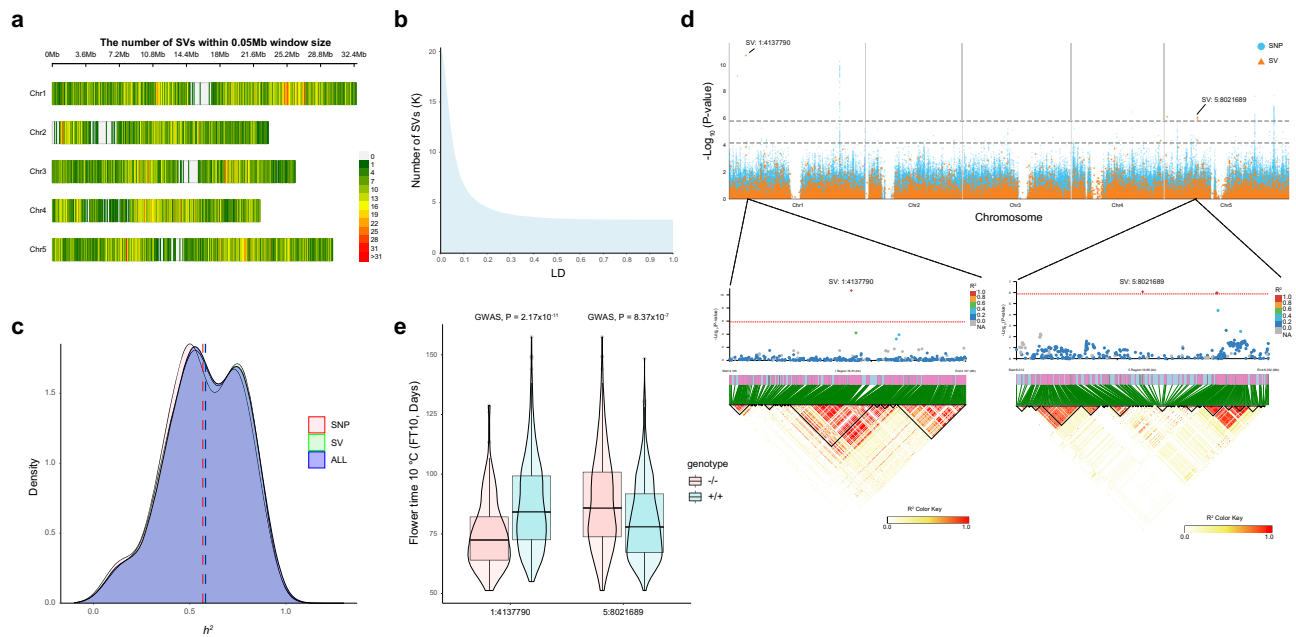 a
The number of SVs within 0.05Mb window size
0Mb 3.6Mb 7.2Mb 10.8Mb 14.4Mb 18Mb 21.6Mb 25.2Mb 28.8Mb 32.4Mb
Chr1
Chr2
Chr3
Chr4
Chr5
0
1
4
7
10
13
16
19
22
25
28
31
>31
b
Number of SVs (K)
20
15
10
5
0
0.0 0.1 0.2 0.3 0.4 0.5 0.6 0.7 0.8 0.9 1.0
LD
c
Density
1.5
1.0
0.5
0.0
0.0 0.5 1.0
h²
SNP
SV
ALL
d
SV: 1:4137790
SNP
SV
SV: 5:8021689
-Log₁₀ (P-value)
12
10
8
6
4
2
0
Chr1 Chr2 Chr3 Chr4 Chr5
Chromosome
SV: 1:4137790
-Log₁₀(P-value)
R²
1.0
0.8
0.6
0.4
0.2
0.0
NA
R² Color Key
0.0 1.0
SV: 5:8021689
-Log₁₀(P-value)
R²
1.0
0.8
0.6
0.4
0.2
0.0
NA
R² Color Key
0.0 1.0
e
GWAS, P = 2.17x10⁻¹¹ GWAS, P = 8.37x10⁻⁷
Flower time 10 °C (FT10, Days)
150
125
100
75
50
1:4137790 5:8021689
genotype
-/-
+/+